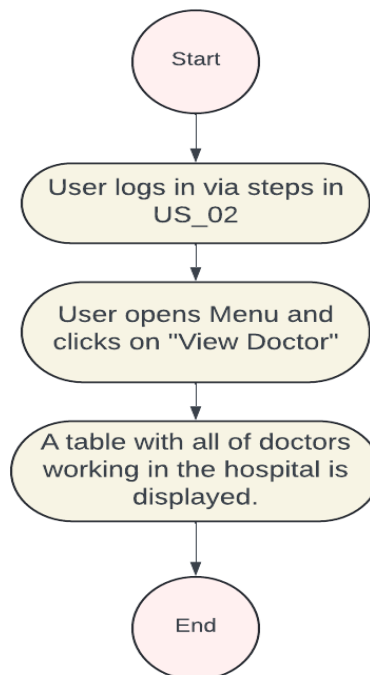 Start
User logs in via steps in
US_02
User opens Menu and
clicks on "View Doctor"
A table with all of doctors
working in the hospital is
displayed.
End